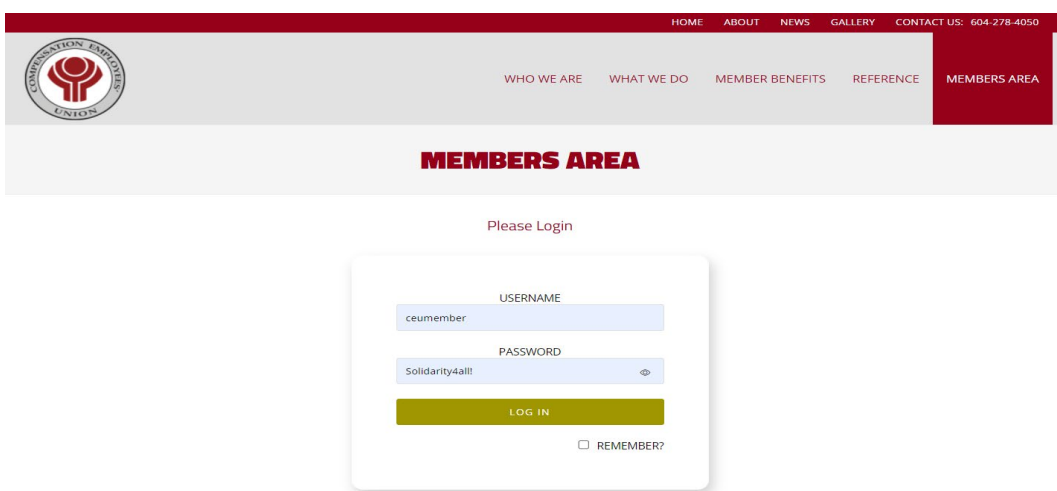 HOME ABOUT NEWS GALLERY CONTACT US: 604-278-4050
COMPENSATION EMPLOYEES' UNION
WHO WE ARE WHAT WE DO MEMBER BENEFITS REFERENCE MEMBERS AREA
MEMBERS AREA
Please Login
USERNAME
ceumember
PASSWORD
Solidarity4all!
LOG IN
REMEMBER?